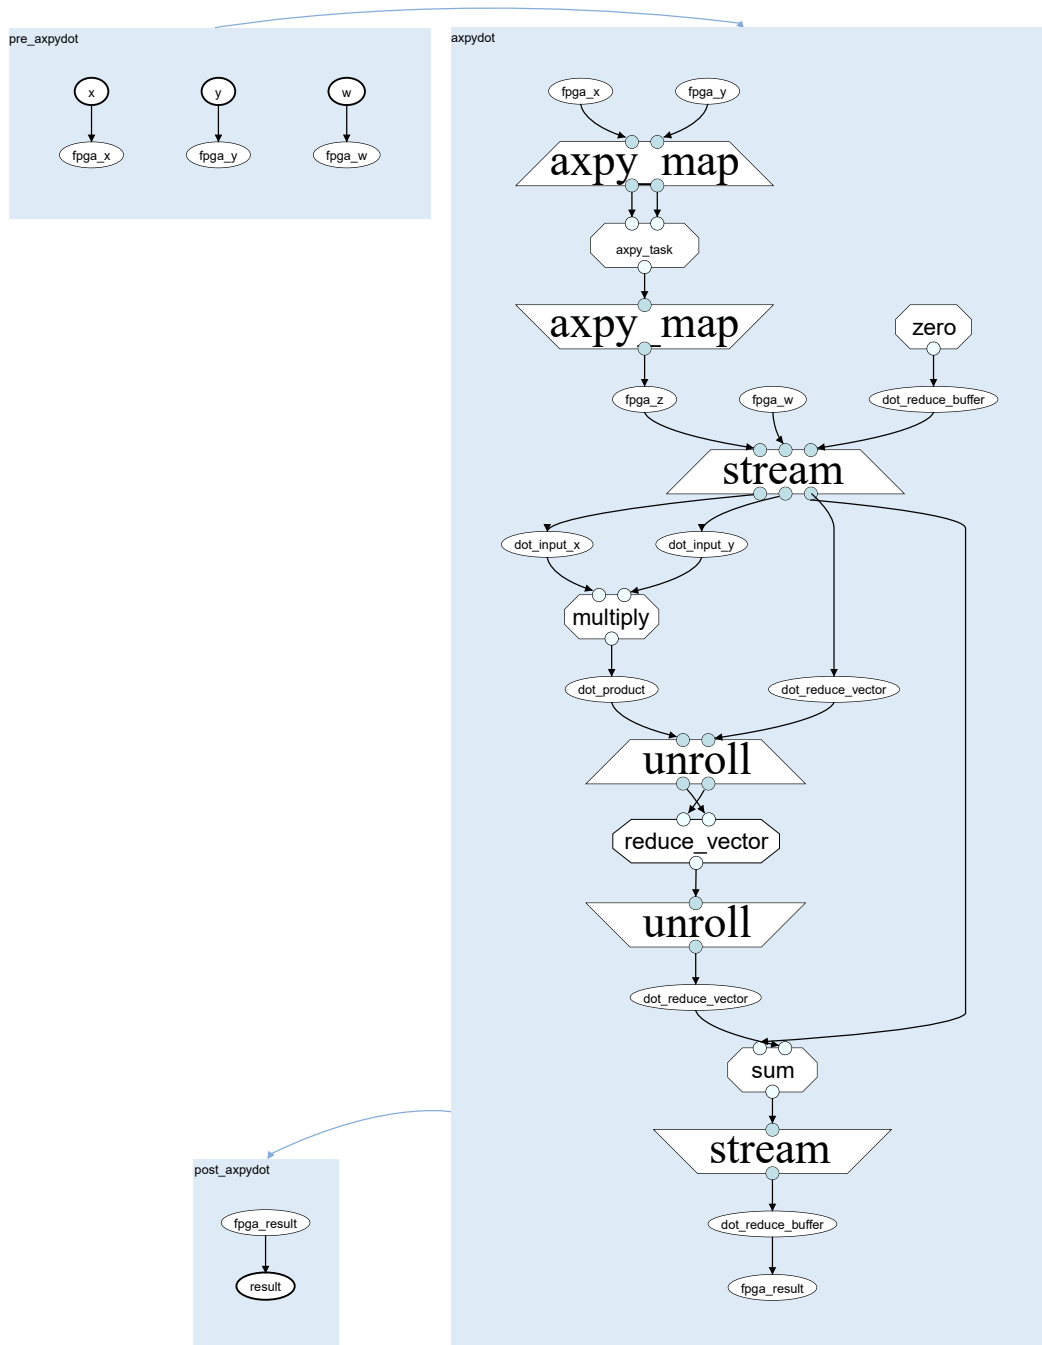 pre_axpydot
x
y
w
fpga_x
fpga_y
fpga_w
axpydot
fpga_x
fpga_y
axpy_map
axpy_task
axpy_map
zero
fpga_z
fpga_w
dot_reduce_buffer
stream
dot_input_x
dot_input_y
multiply
dot_product
dot_reduce_vector
unroll
reduce_vector
unroll
dot_reduce_vector
sum
stream
dot_reduce_buffer
fpga_result
post_axpydot
fpga_result
result